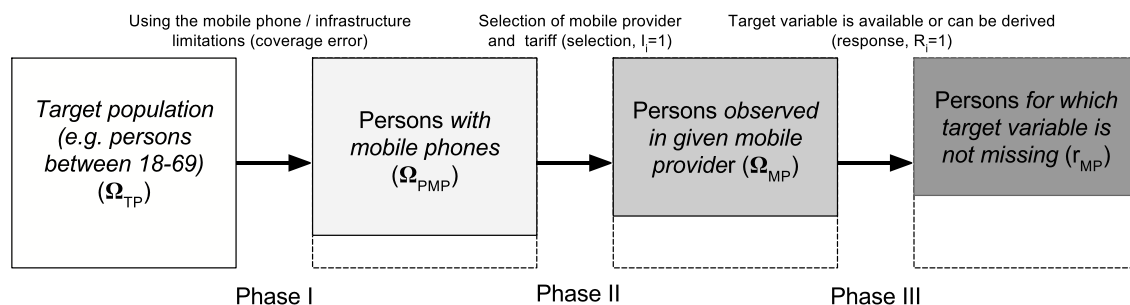 Using the mobile phone / infrastructure
limitations (coverage error)
Selection of mobile provider
and tariff (selection, Iᵢ=1)
Target variable is available or can be derived
(response, Rᵢ=1)
Target population
(e.g. persons
between 18-69)
(Ω_TP)
Persons with
mobile phones
(Ω_PMP)
Persons observed
in given mobile
provider (Ω_MP)
Persons for which
target variable is
not missing (r_MP)
Phase I
Phase II
Phase III